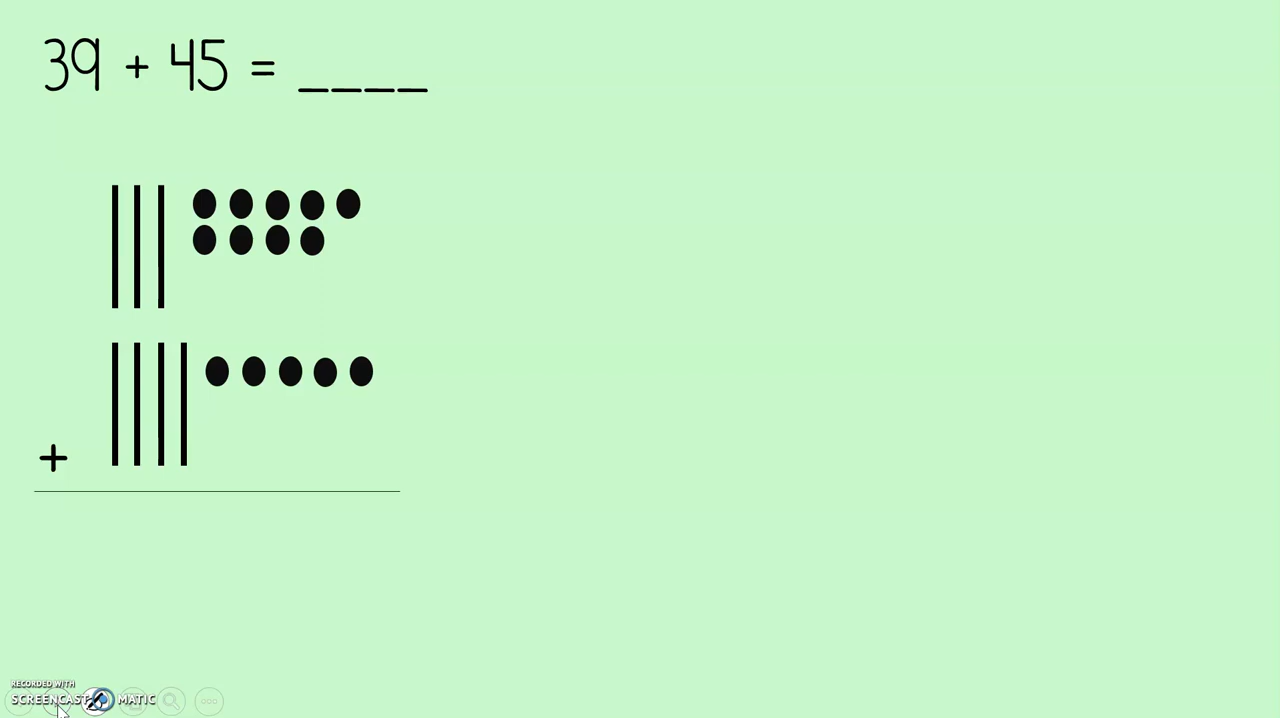 39 + 45 = ____
+
RECORDED WITH
SCREENCAST MATIC